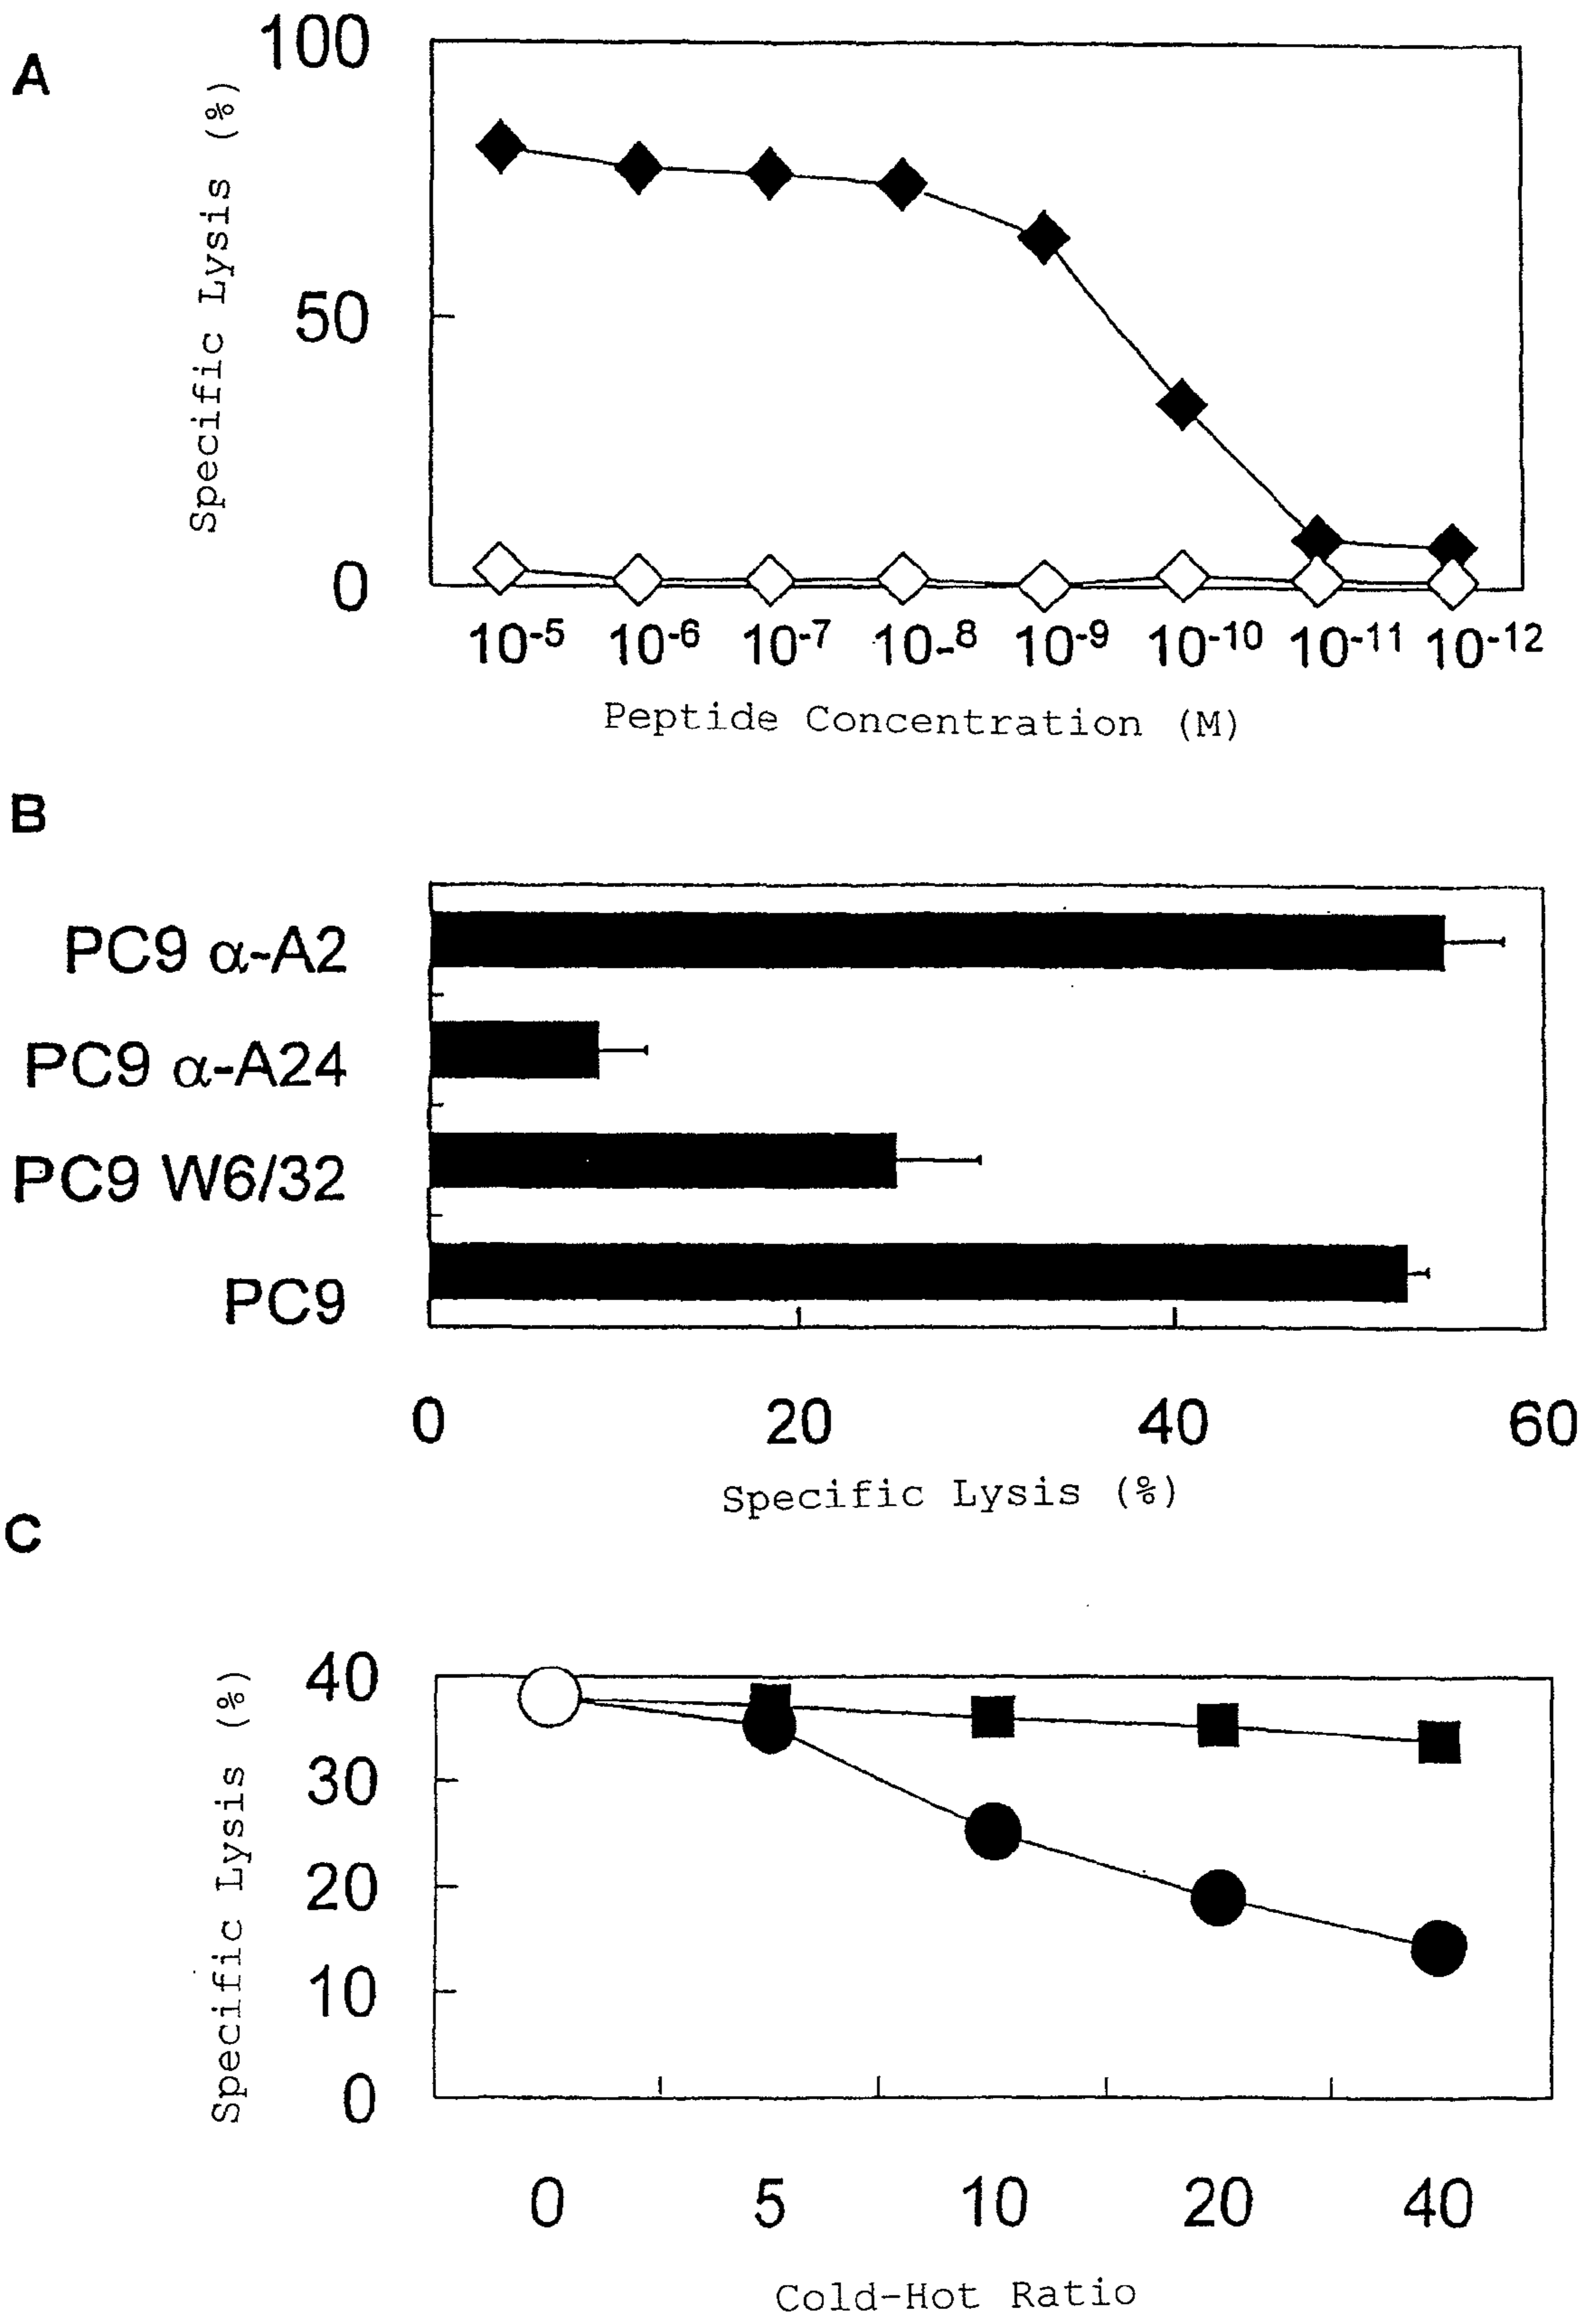 A
100
50
0
Specific Lysis (%)
10-5 10-6 10-7 10-8 10-9 10-10 10-11 10-12
Peptide Concentration (M)
B
PC9 α-A2
PC9 α-A24
PC9 W6/32
PC9
0 20 40 60
Specific Lysis (%)
C
40
30
20
10
0
Specific Lysis (%)
0 5 10 20 40
Cold-Hot Ratio